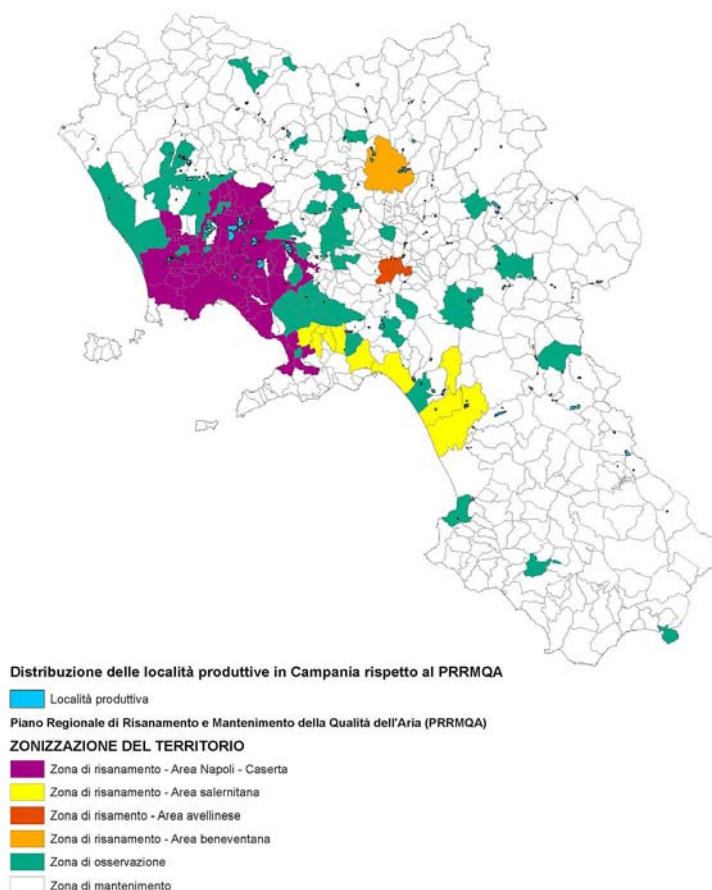 Distribuzione delle località produttive in Campania rispetto al PRRMQA
Località produttiva
Piano Regionale di Risanamento e Mantenimento della Qualità dell'Aria (PRRMQA)
ZONIZZAZIONE DEL TERRITORIO
Zona di risanamento - Area Napoli - Caserta
Zona di risanamento - Area salernitana
Zona di risamento - Area avellinese
Zona di risanamento - Area beneventana
Zona di osservazione
Zona di mantenimento